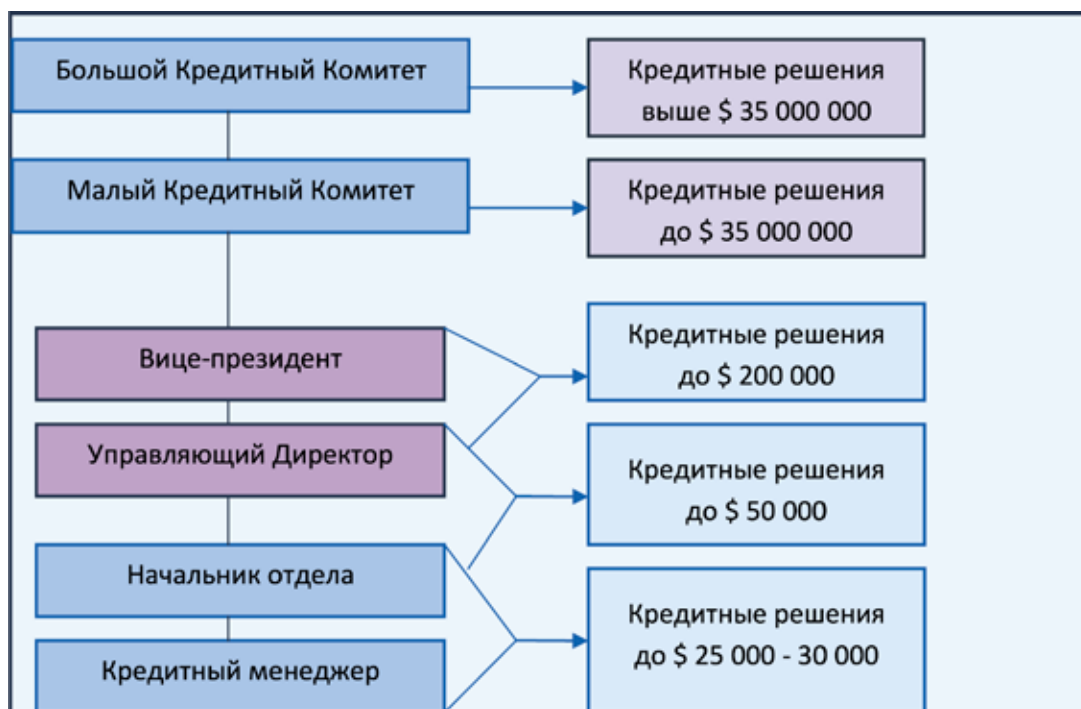 Большой Кредитный Комитет
Кредитные решения
выше $ 35 000 000
Малый Кредитный Комитет
Кредитные решения
до $ 35 000 000
Вице-президент
Кредитные решения
до $ 200 000
Управляющий Директор
Кредитные решения
до $ 50 000
Начальник отдела
Кредитные решения
до $ 25 000 - 30 000
Кредитный менеджер